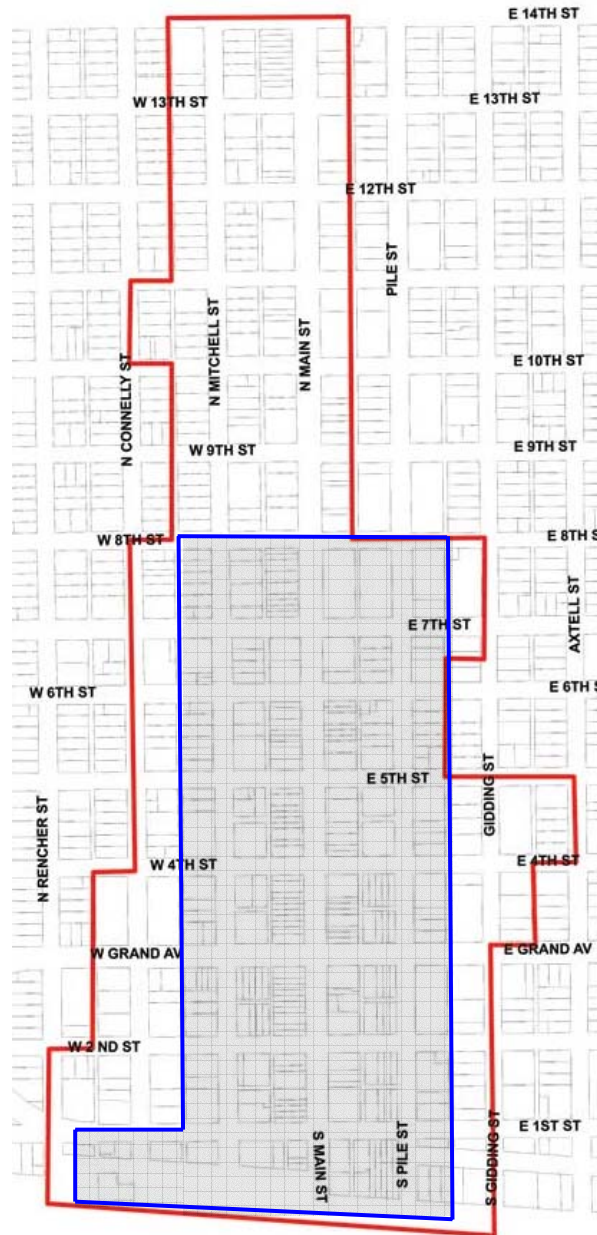 E 14TH ST
W 13TH ST
E 13TH ST
E 12TH ST
PILE ST
N MITCHELL ST
N MAIN ST
N CONNELLY ST
E 10TH ST
W 9TH ST
E 9TH ST
W 8TH ST
E 8TH S
AXTELL ST
E 7TH ST
W 6TH ST
E 6TH S
E 5TH ST
GIDDING ST
N RENCHER ST
W 4TH ST
E 4TH ST
W GRAND AV
E GRAND AV
W 2 ND ST
E 1ST ST
S MAIN ST
S PILE ST
S GIDDING ST